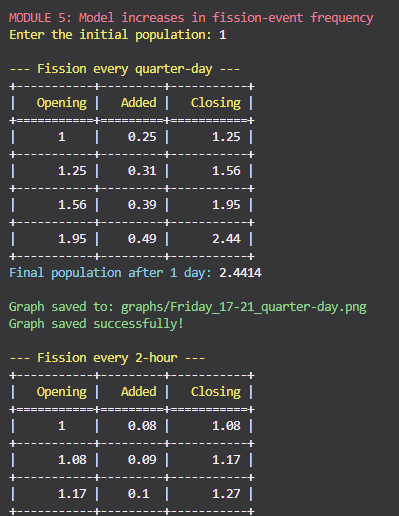 MODULE 5: Model increases in fission-event frequency
Enter the initial population: 1
--- Fission every quarter-day ---
+-----------+---------+-----------+
|   Opening |   Added |   Closing |
+===========+=========+===========+
|      1    |    0.25 |      1.25 |
+-----------+---------+-----------+
|      1.25 |    0.31 |      1.56 |
+-----------+---------+-----------+
|      1.56 |    0.39 |      1.95 |
+-----------+---------+-----------+
|      1.95 |    0.49 |      2.44 |
+-----------+---------+-----------+
Final population after 1 day: 2.4414
Graph saved to: graphs/Friday_17-21_quarter-day.png
Graph saved successfully!
--- Fission every 2-hour ---
+-----------+---------+-----------+
|   Opening |   Added |   Closing |
+===========+=========+===========+
|      1    |    0.08 |      1.08 |
+-----------+---------+-----------+
|      1.08 |    0.09 |      1.17 |
+-----------+---------+-----------+
|      1.17 |    0.1  |      1.27 |
+-----------+---------+-----------+